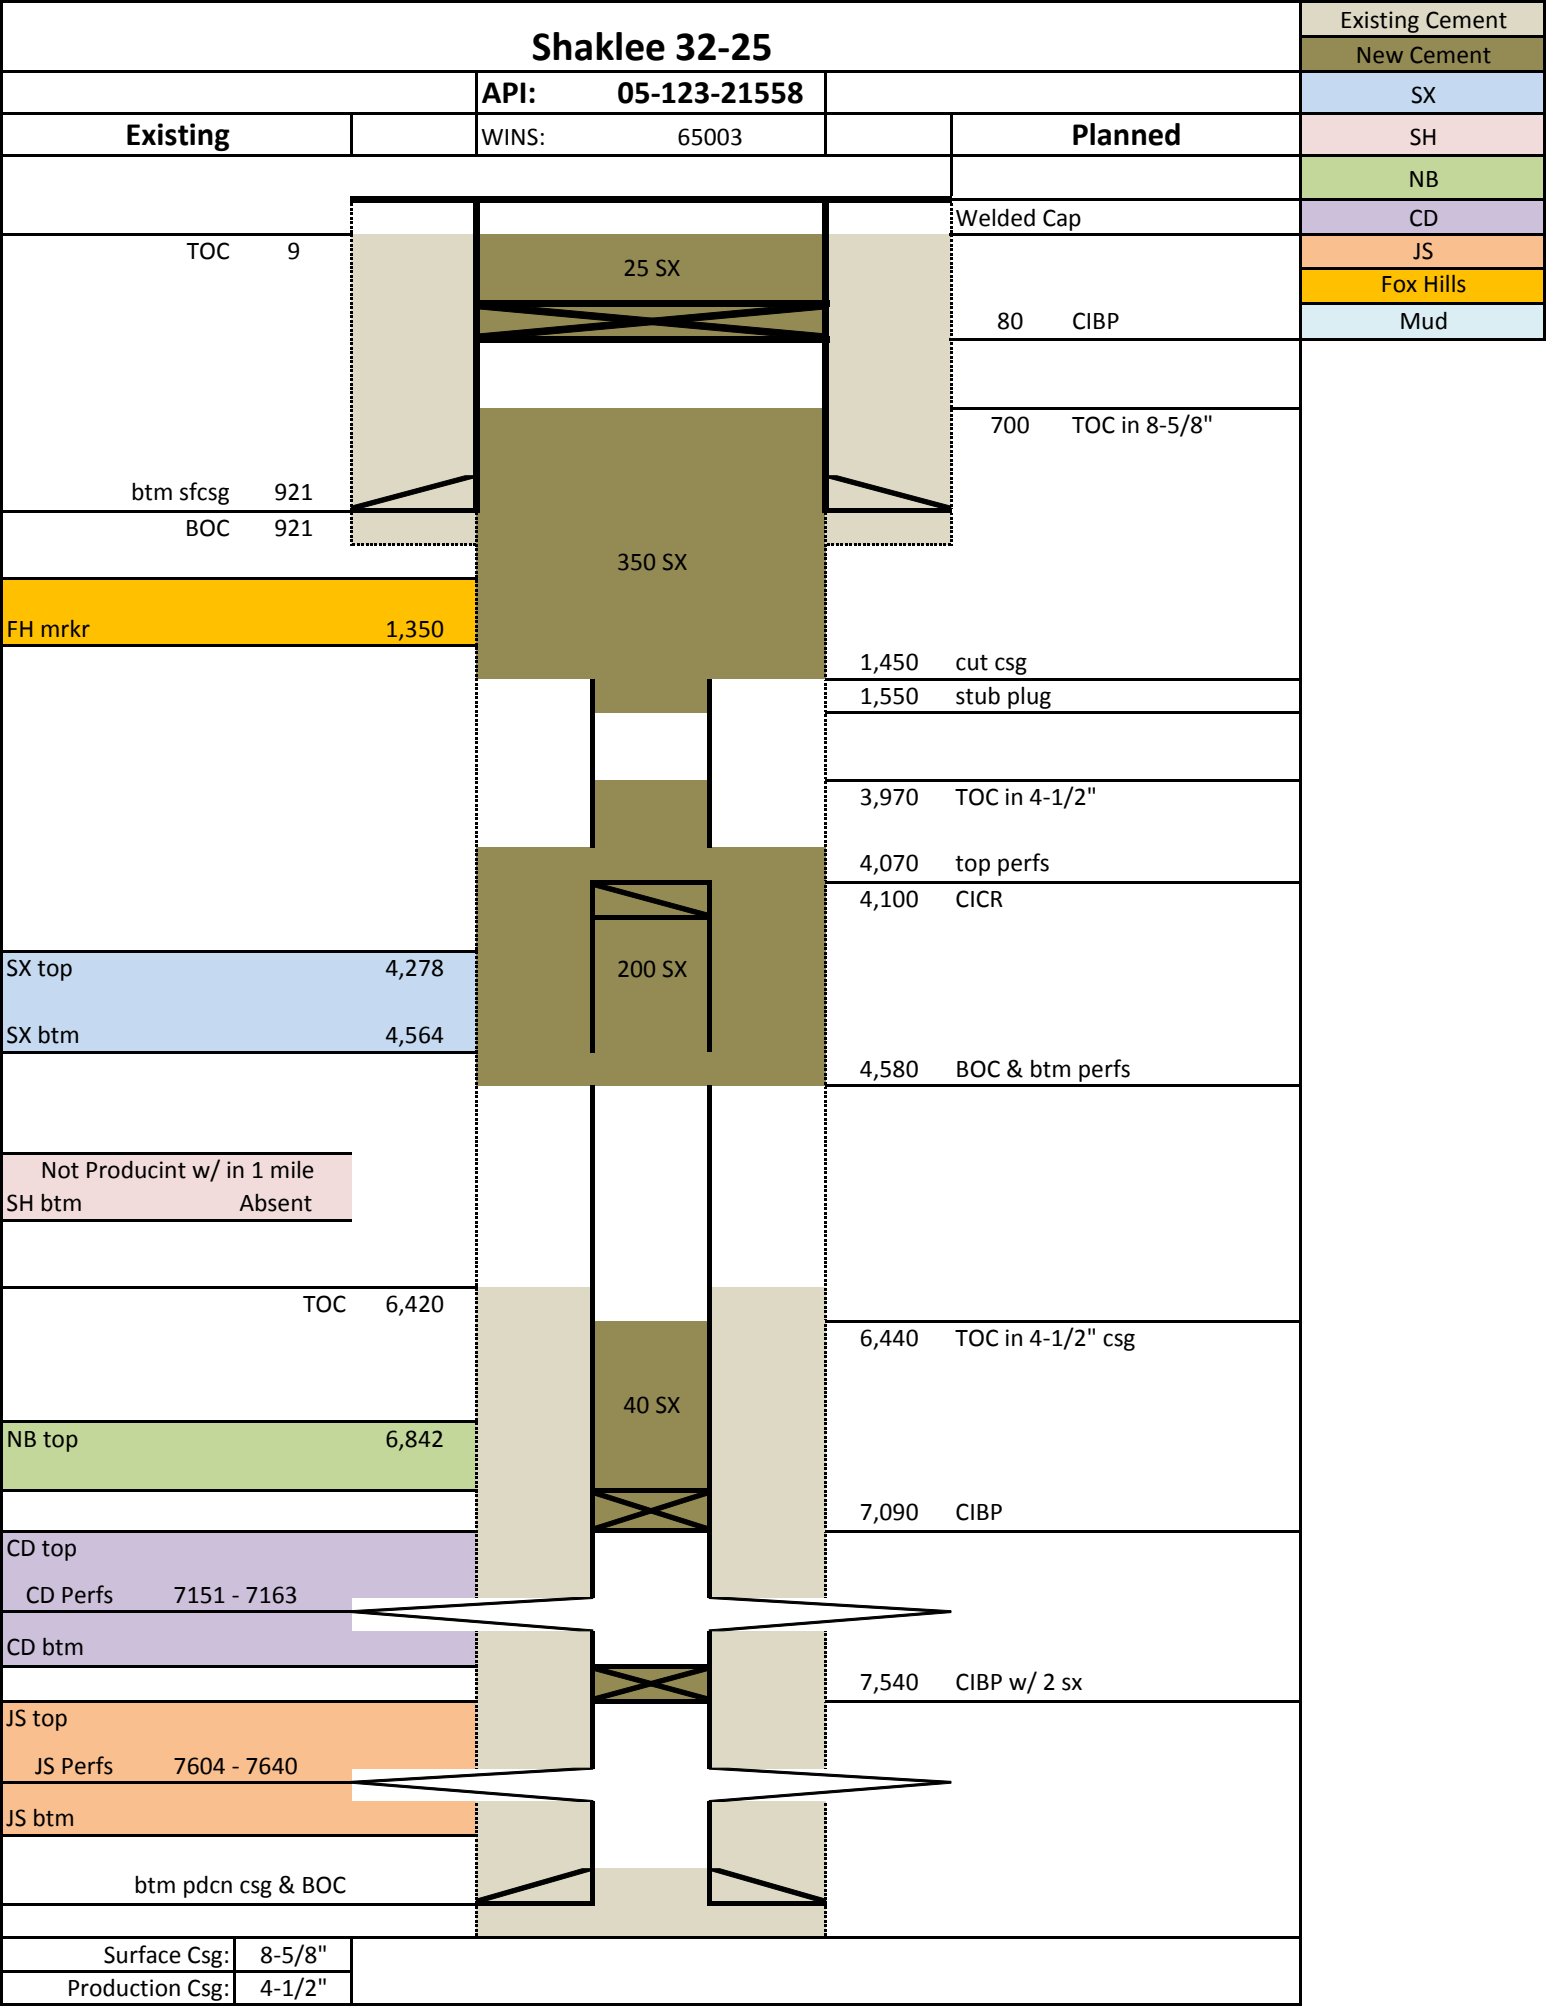 Shaklee 32-25
Existing Cement
New Cement
API: 05-123-21558
SX
Existing
WINS: 65003
Planned
SH
NB
Welded Cap
CD
TOC 9
JS
25 SX
Fox Hills
80 CIBP
Mud
700 TOC in 8-5/8"
btm sfcsg 921
BOC 921
350 SX
FH mrkr 1,350
1,450 cut csg
1,550 stub plug
3,970 TOC in 4-1/2"
4,070 top perfs
4,100 CICR
SX top 4,278
200 SX
SX btm 4,564
4,580 BOC & btm perfs
Not Producint w/ in 1 mile
SH btm Absent
TOC 6,420
6,440 TOC in 4-1/2" csg
40 SX
NB top 6,842
7,090 CIBP
CD top
CD Perfs 7151 - 7163
CD btm
7,540 CIBP w/ 2 sx
JS top
JS Perfs 7604 - 7640
JS btm
btm pdcn csg & BOC
Surface Csg: 8-5/8"
Production Csg: 4-1/2"